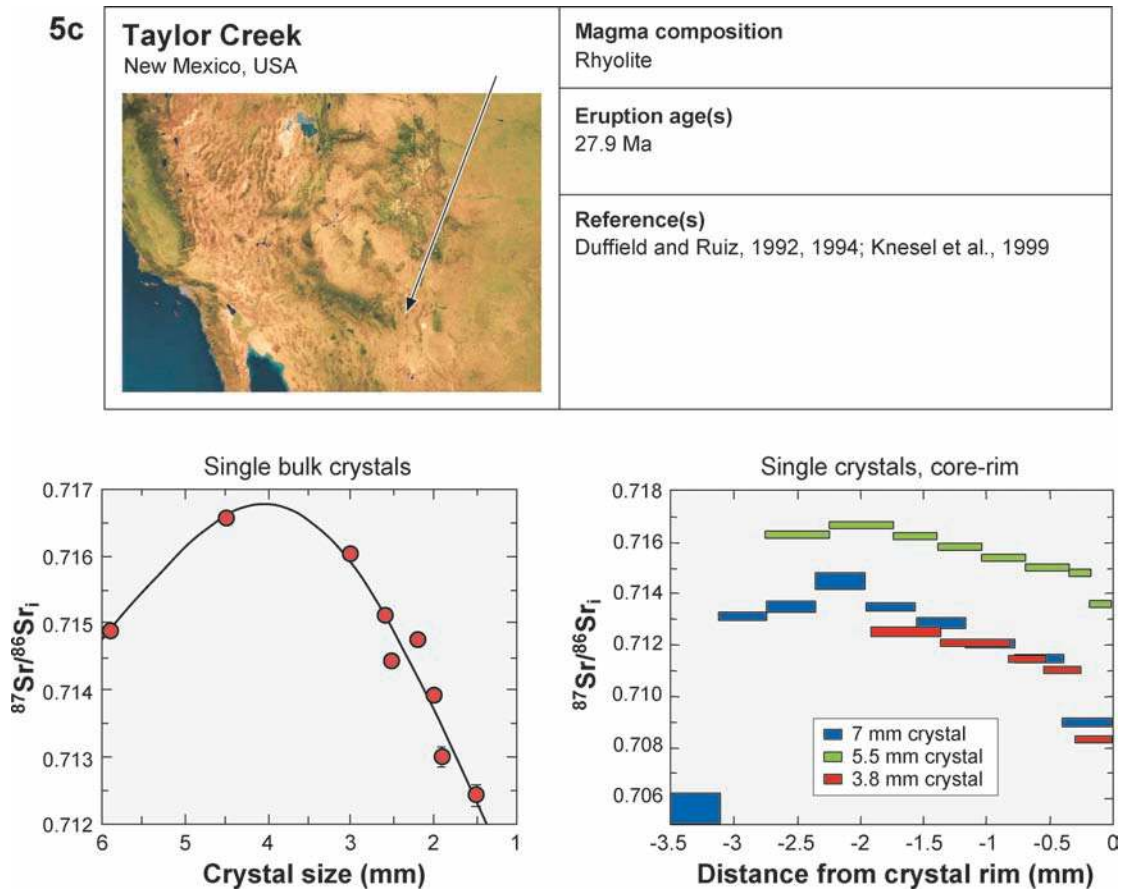 5c
Taylor Creek
New Mexico, USA
Magma composition
Rhyolite
Eruption age(s)
27.9 Ma
Reference(s)
Duffield and Ruiz, 1992, 1994; Knesel et al., 1999
Single bulk crystals
0.717
0.716
0.715
0.714
0.713
0.712
⁸⁷Sr/⁸⁶Srᵢ
6 5 4 3 2 1
Crystal size (mm)
Single crystals, core-rim
0.718
0.716
0.714
0.712
0.710
0.708
0.706
⁸⁷Sr/⁸⁶Srᵢ
7 mm crystal
5.5 mm crystal
3.8 mm crystal
-3.5 -3 -2.5 -2 -1.5 -1 -0.5 0
Distance from crystal rim (mm)